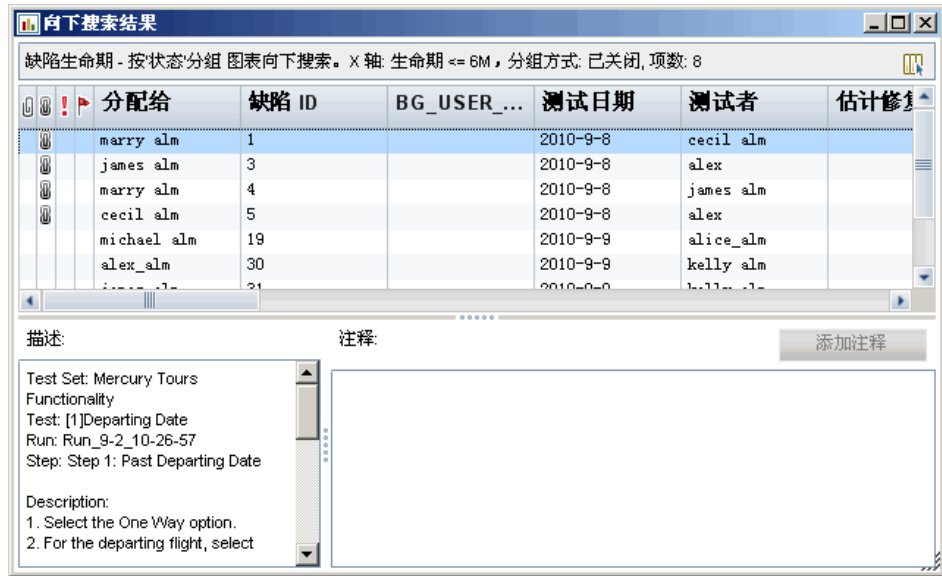 向下搜索结果
缺陷生命期 - 按'状态'分组 图表向下搜索。X 轴: 生命期 <= 6M，分组方式: 已关闭, 项数: 8
分配给 缺陷 ID BG_USER_... 测试日期 测试者 估计修
marry alm 1 2010-9-8 cecil alm
james alm 3 2010-9-8 alex
marry alm 4 2010-9-8 james alm
cecil alm 5 2010-9-8 alex
michael alm 19 2010-9-9 alice_alm
alex_alm 30 2010-9-9 kelly alm
描述: 注释: 添加注释
Test Set: Mercury Tours
Functionality
Test: [1]Departing Date
Run: Run_9-2_10-26-57
Step: Step 1: Past Departing Date
Description:
1. Select the One Way option.
2. For the departing flight, select